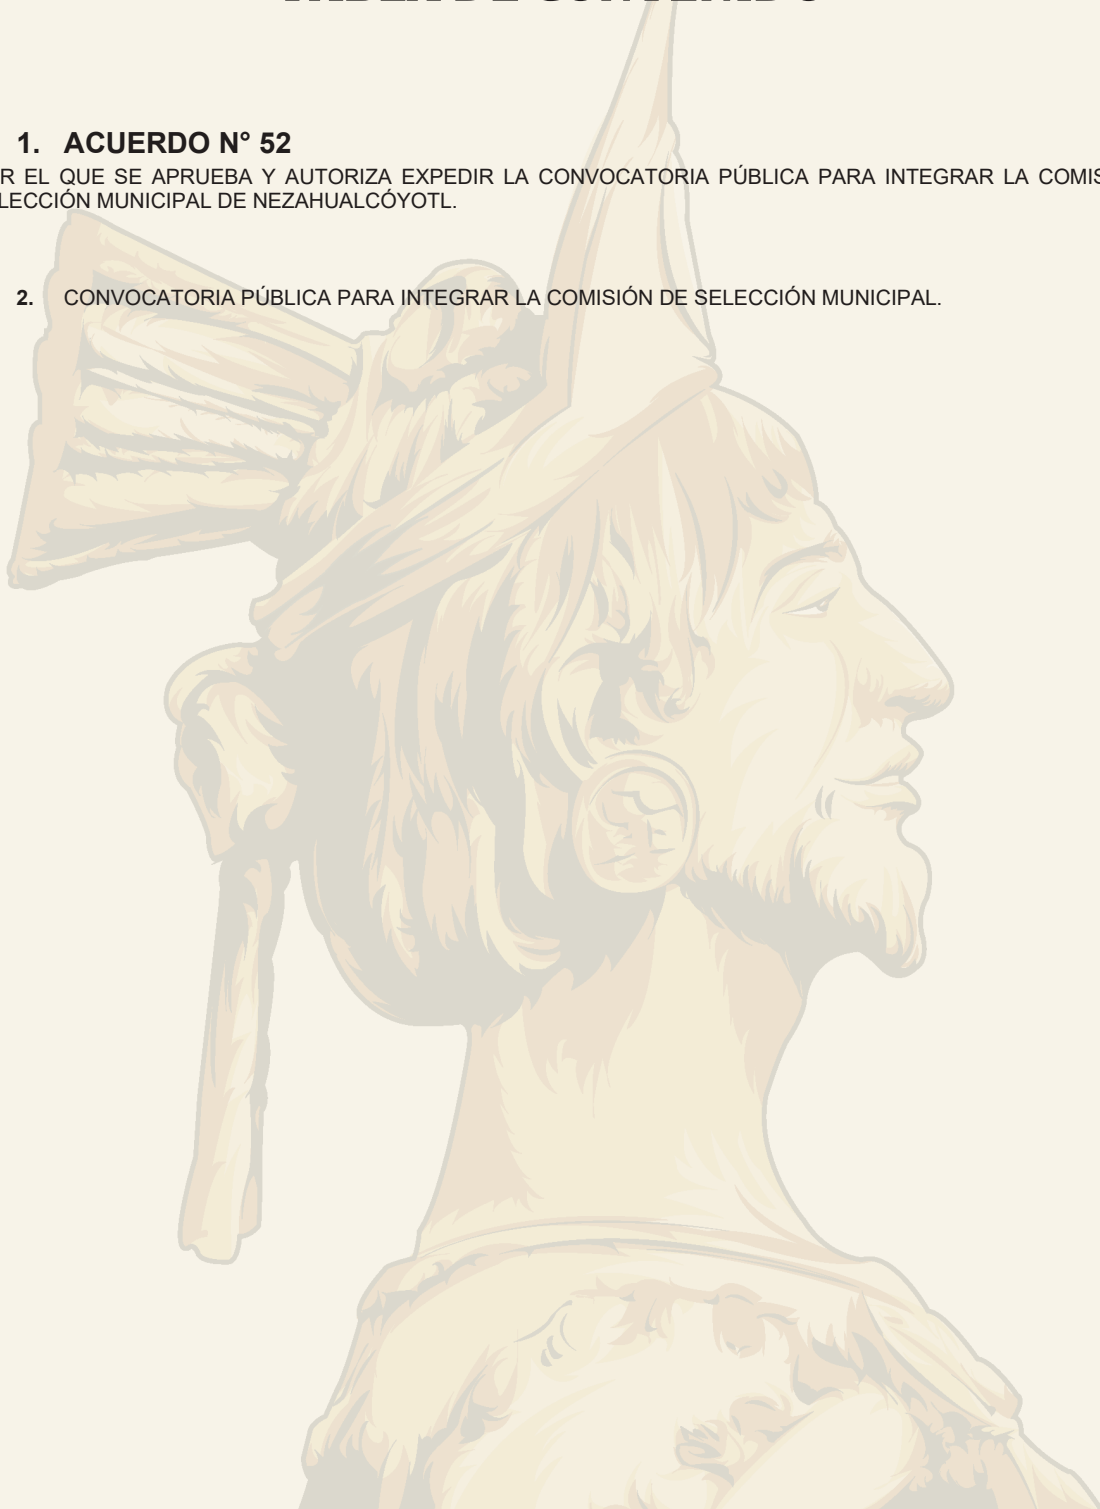 1. ACUERDO N° 52
R EL QUE SE APRUEBA Y AUTORIZA EXPEDIR LA CONVOCATORIA PÚBLICA PARA INTEGRAR LA COMIS
LECCIÓN MUNICIPAL DE NEZAHUALCÓYOTL.
2. CONVOCATORIA PÚBLICA PARA INTEGRAR LA COMISIÓN DE SELECCIÓN MUNICIPAL.